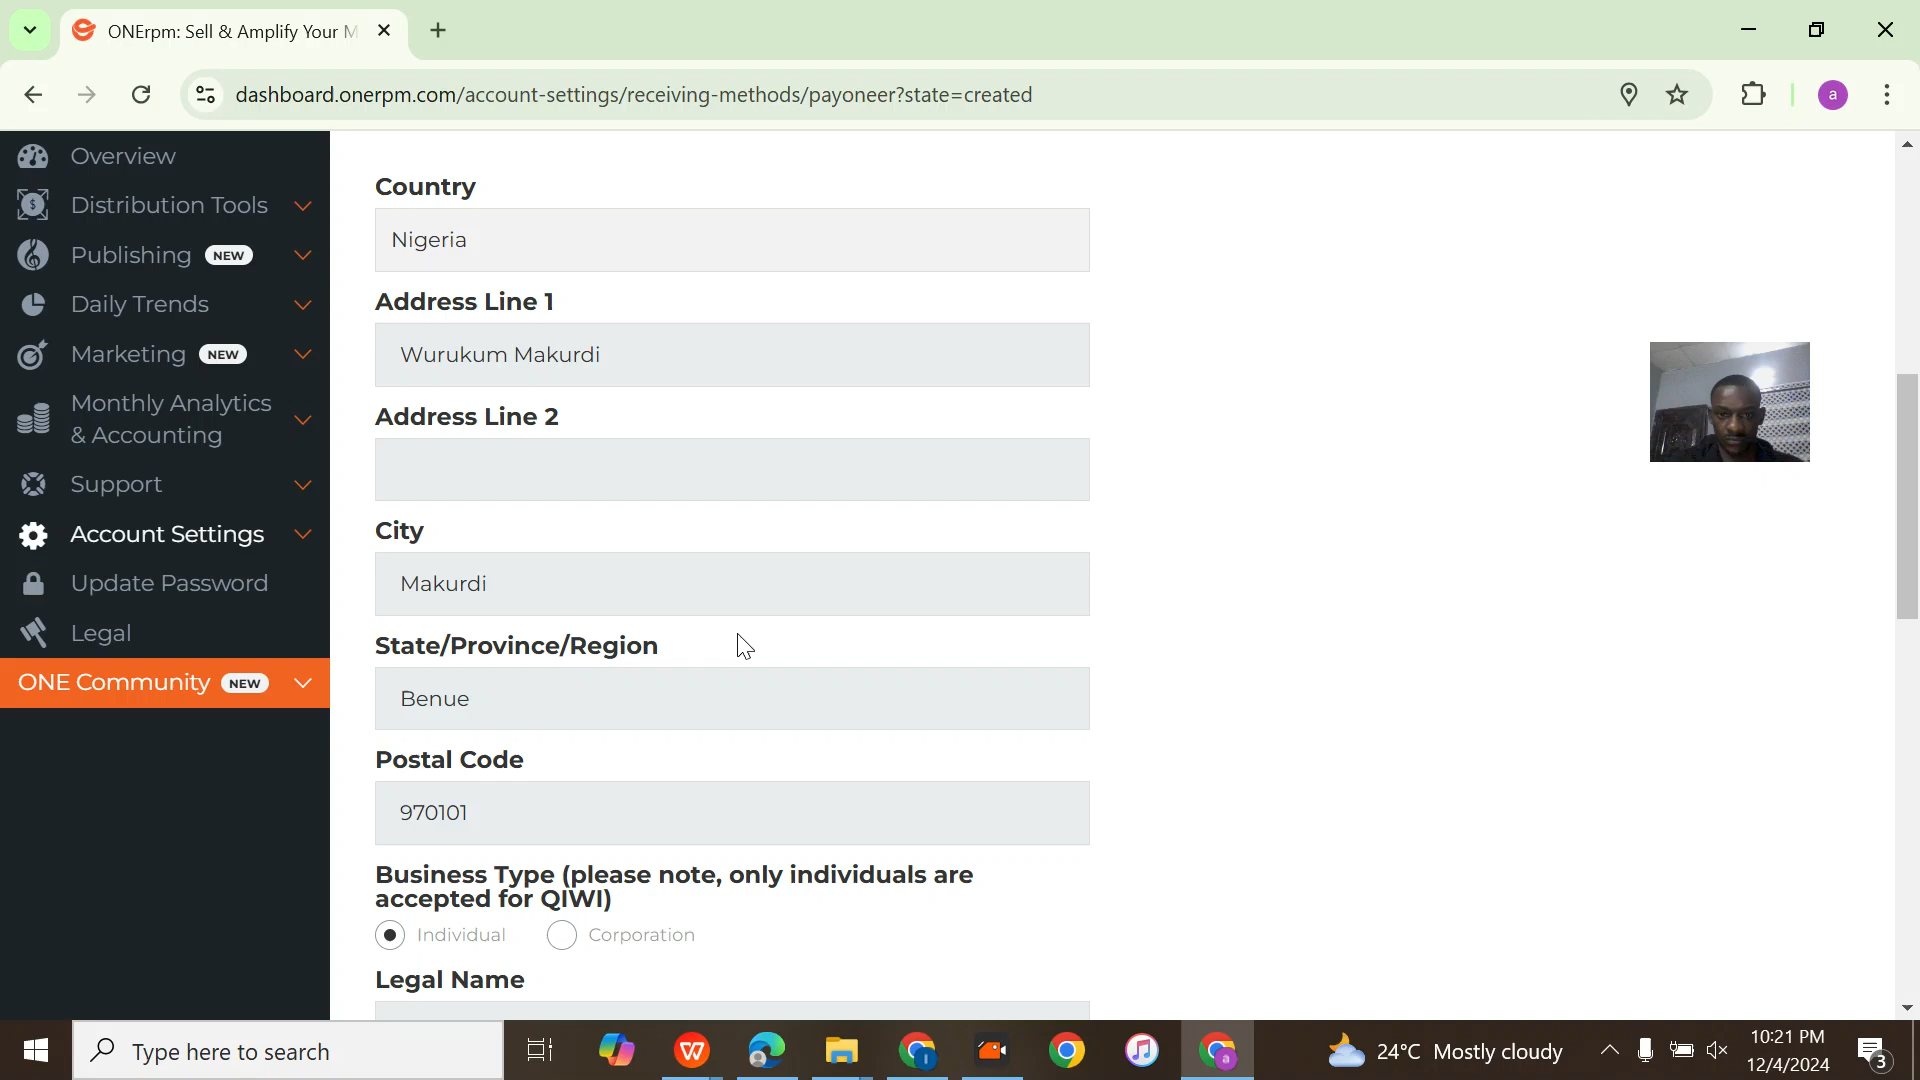 ONErpm: Sell & Amplify Your M
dashboard.onerpm.com/account-settings/receiving-methods/payoneer?state=created
a
Overview
Distribution Tools
Publishing NEW
Daily Trends
Marketing NEW
Monthly Analytics
& Accounting
Support
Account Settings
Update Password
Legal
ONE Community NEW
Country
Nigeria
Address Line 1
Wurukum Makurdi
Address Line 2
City
Makurdi
State/Province/Region
Benue
Postal Code
970101
Business Type (please note, only individuals are
accepted for QIWI)
Individual Corporation
Legal Name
Type here to search
24°C Mostly cloudy
10:21 PM
12/4/2024
3